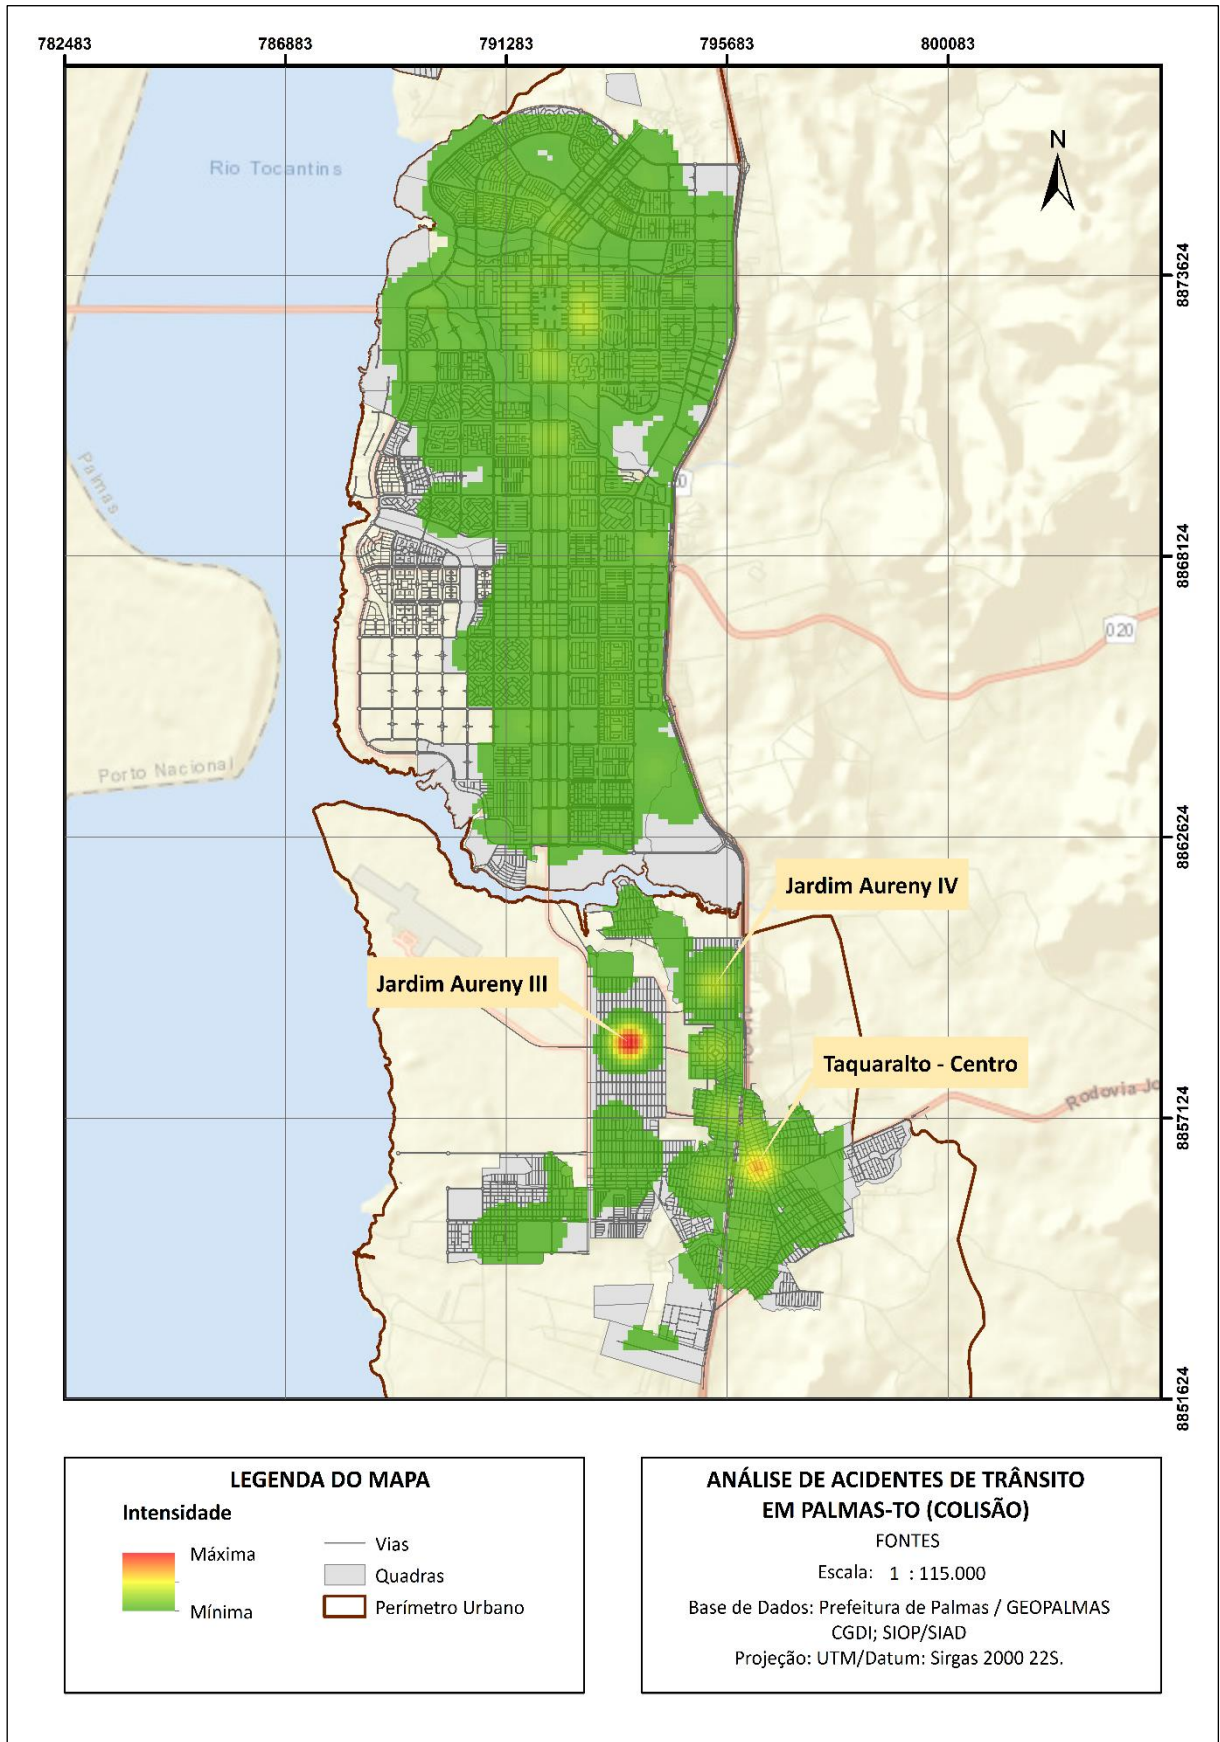 782483 786883 791283 795683 800083
N
Rio Tocantins
8873624
Palmas
8868124
020
Porto Nacional
8862624
Jardim Aureny IV
Jardim Aureny III
Taquaralto - Centro
Rodovia Jo
8857124
8851624
LEGENDA DO MAPA
Intensidade
Máxima
Mínima
Vias
Quadras
Perímetro Urbano
ANÁLISE DE ACIDENTES DE TRÂNSITO
EM PALMAS-TO (COLISÃO)
FONTES
Escala: 1 : 115.000
Base de Dados: Prefeitura de Palmas / GEOPALMAS
CGDI; SIOP/SIAD
Projeção: UTM/Datum: Sirgas 2000 22S.